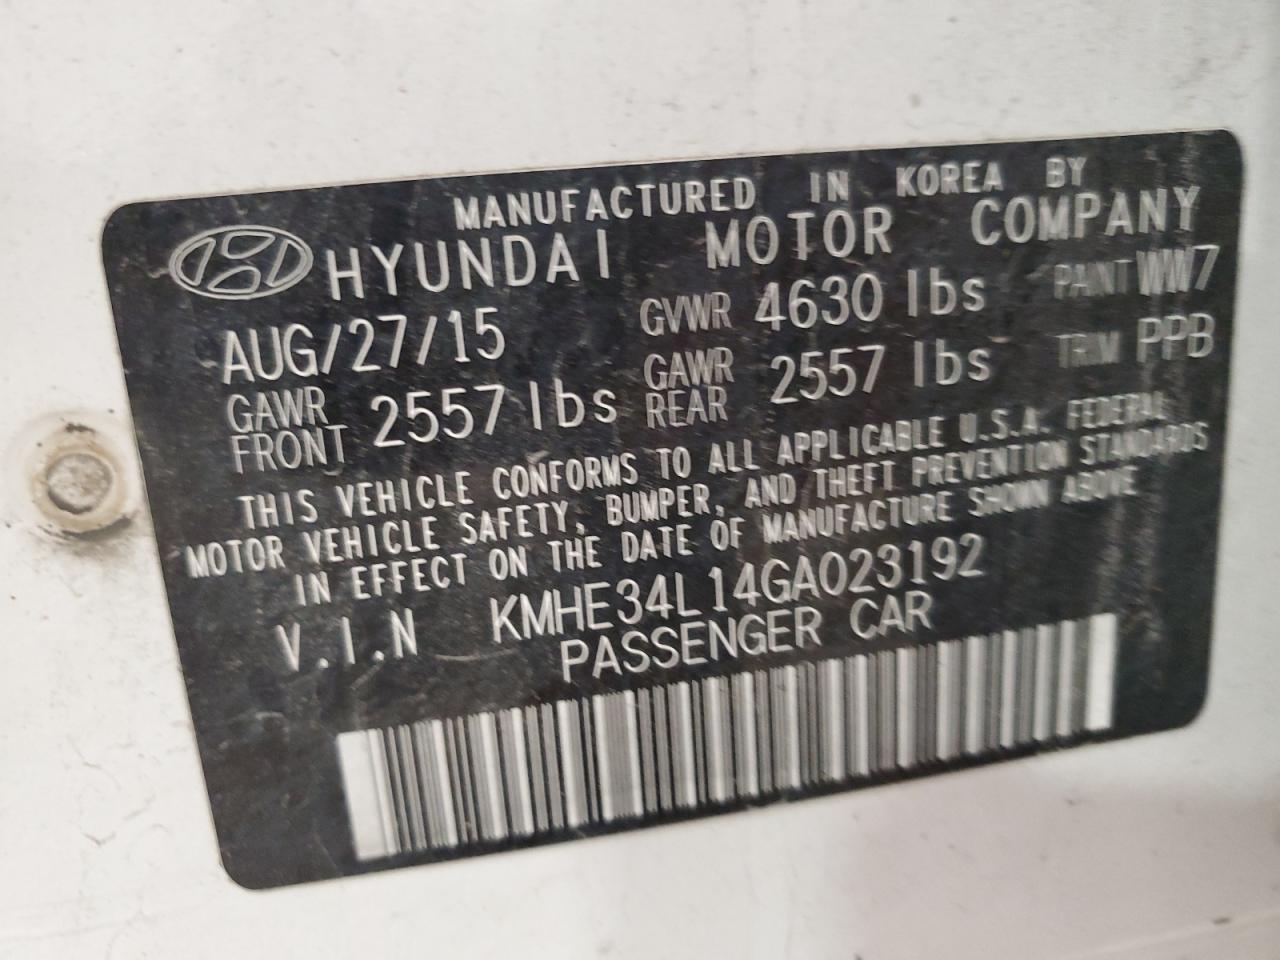 MANUFACTURED IN KOREA BY
HYUNDAI MOTOR COMPANY
AUG/27/15 GVWR 4630 lbs PAINT WW7
GAWR FRONT 2557 lbs GAWR REAR 2557 lbs TRIM PPB
THIS VEHICLE CONFORMS TO ALL APPLICABLE U.S.A. FEDERAL
MOTOR VEHICLE SAFETY, BUMPER, AND THEFT PREVENTION STANDARDS
IN EFFECT ON THE DATE OF MANUFACTURE SHOWN ABOVE
V.I.N KMHE34L14GA023192
PASSENGER CAR